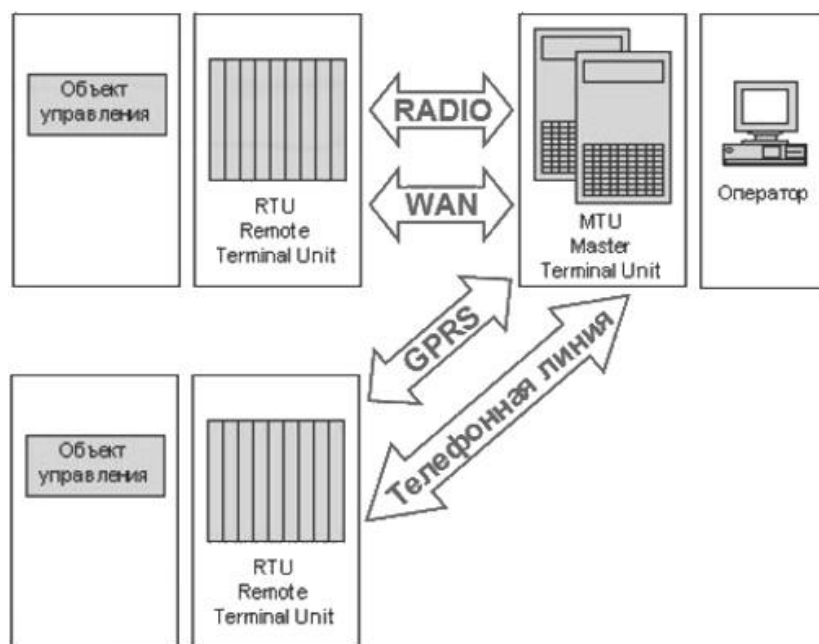 Объект
управления
RTU
Remote
Terminal Unit
RADIO
WAN
MTU
Master
Terminal Unit
Оператор
GPRS
Телефонная линия
Объект
управления
RTU
Remote
Terminal Unit